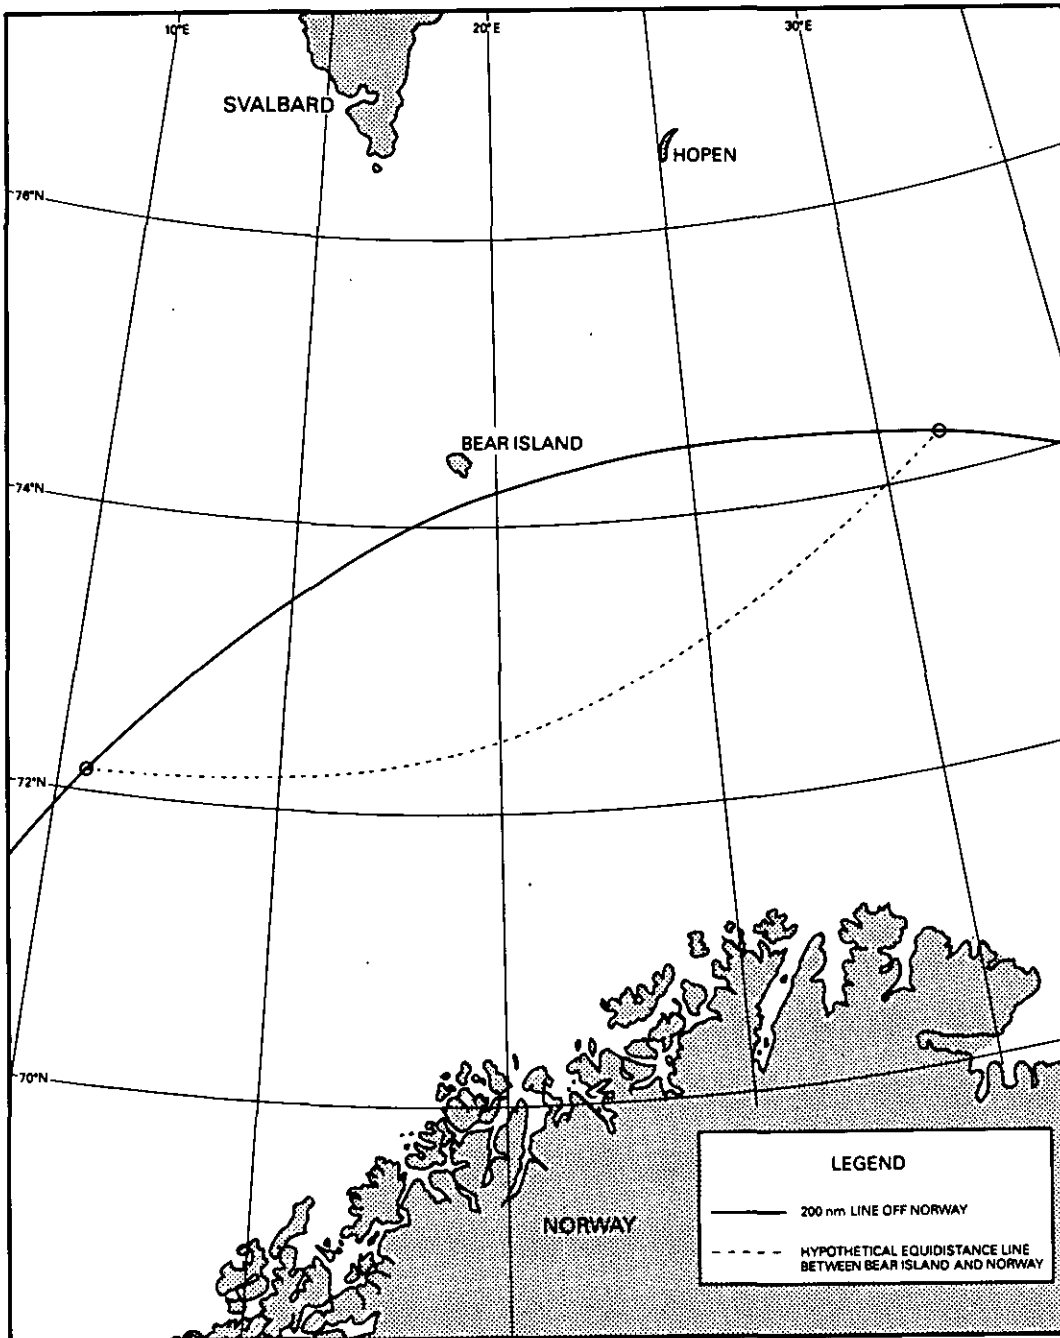 10°E
20°E
30°E
SVALBARD
HOPEN
76°N
BEAR ISLAND
74°N
72°N
70°N
NORWAY
LEGEND
200 nm LINE OFF NORWAY
HYPOTHETICAL EQUIDISTANCE LINE
BETWEEN BEAR ISLAND AND NORWAY